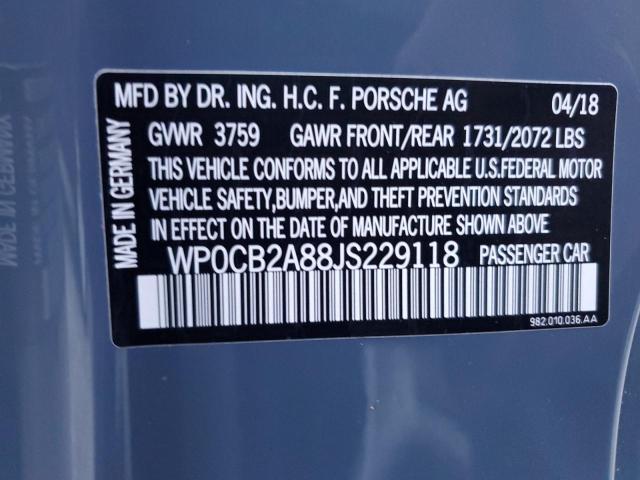 MFD BY DR. ING. H.C. F. PORSCHE AG 04/18
GVWR 3759 GAWR FRONT/REAR 1731/2072 LBS
THIS VEHICLE CONFORMS TO ALL APPLICABLE U.S.FEDERAL MOTOR
VEHICLE SAFETY,BUMPER,AND THEFT PREVENTION STANDARDS
IN EFFECT ON THE DATE OF MANUFACTURE SHOWN ABOVE
WP0CB2A88JS229118 PASSENGER CAR
982.010.036.AA
MADE IN GERMANY